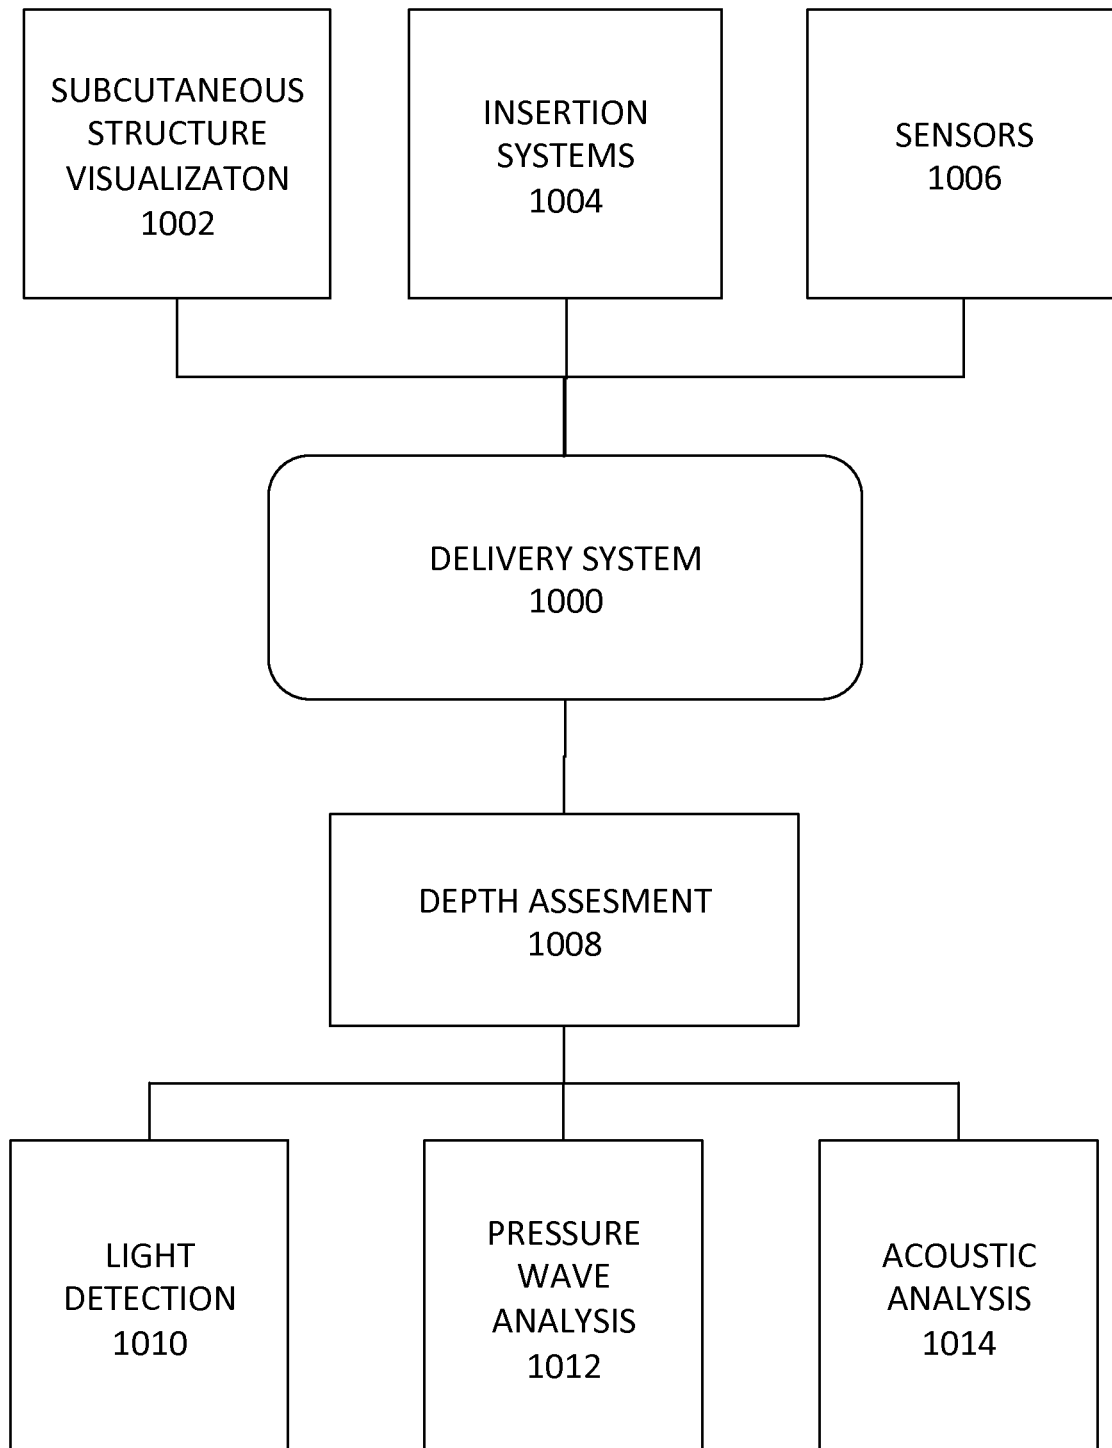 SUBCUTANEOUS
STRUCTURE
VISUALIZATON
1002
INSERTION
SYSTEMS
1004
SENSORS
1006
DELIVERY SYSTEM
1000
DEPTH ASSESMENT
1008
LIGHT
DETECTION
1010
PRESSURE
WAVE
ANALYSIS
1012
ACOUSTIC
ANALYSIS
1014